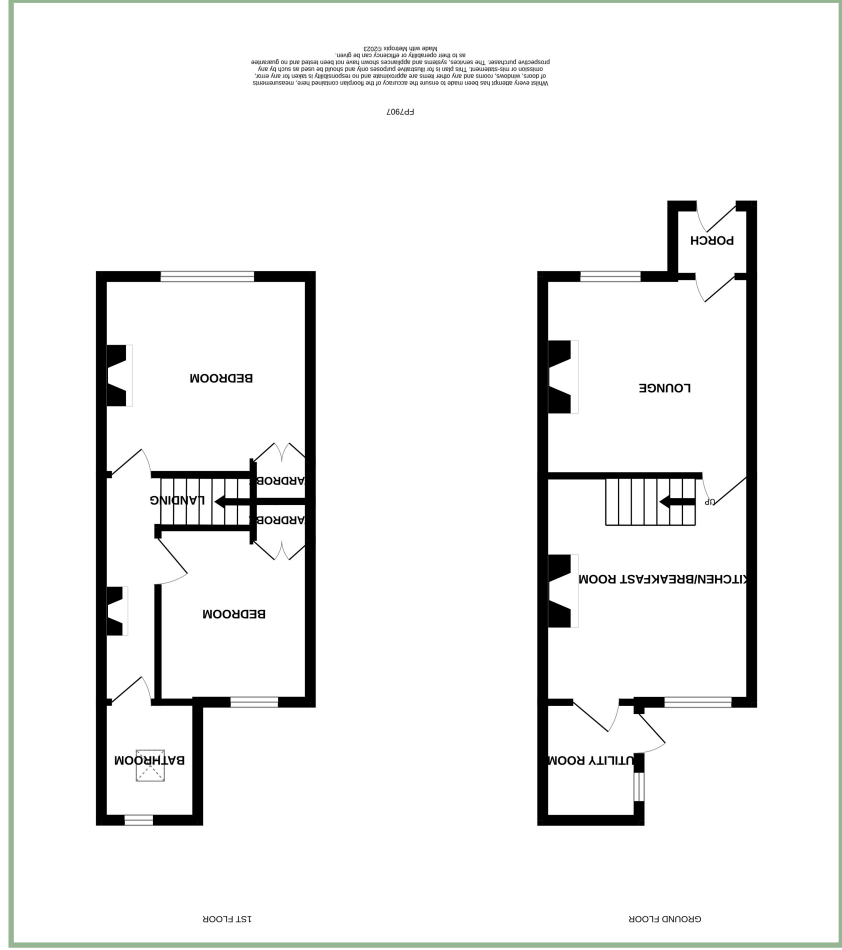 GROUND FLOOR
1ST FLOOR
UTILITY ROOM
KITCHEN/BREAKFAST ROOM
UP
LOUNGE
PORCH
BATHROOM
BEDROOM
ARDROB
LANDING
ARDROB
BEDROOM
FP7907
Whilst every attempt has been made to ensure the accuracy of the floorplan contained here, measurements
of doors, windows, rooms and any other items are approximate and no responsibility is taken for any error,
omission or mis-statement. This plan is for illustrative purposes only and should be used as such by any
prospective purchaser. The services, systems and appliances shown have not been tested and no guarantee
as to their operability or efficiency can be given.
Made with Metropix ©2023